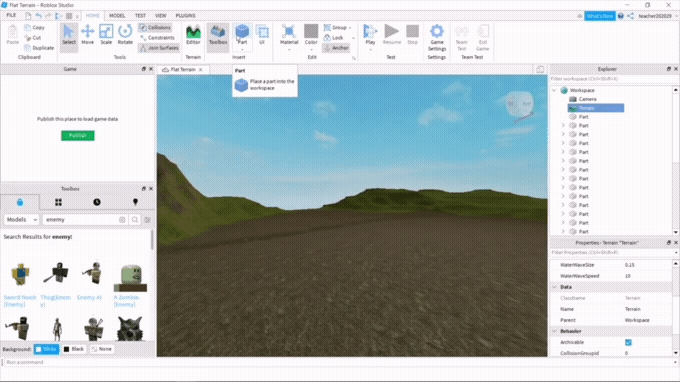 Flat Terrain - Roblox Studio
HOME MODEL TEST VIEW PLUGINS
What's New teacher202029
Paste
Copy
Cut
Duplicate
Clipboard
Select Move Scale Rotate
Collisions
Constraints
Join Surfaces
Tools
Editor
Terrain
Toolbox Part UI
Insert
Material Color
Group
Lock
Anchor
Edit
Play Resume Stop
Test
Game
Settings
Settings
Team
Test
Exit
Game
Team Test
Part
Place a part into the
workspace
Game
Publish this place to load game data
Publish
Toolbox
Models enemy
Search Results for enemy:
Sword Noob
[Enemy]
Thug(Enem
y)
Enemy AI
A Zombie.
[Enemy]
Background: White Black None
Run a command
Flat Terrain
Explorer
Filter workspace (Ctrl+Shift+X)
Workspace
Camera
Terrain
Part
Part
Part
Part
Part
Part
Part
Part
Part
Part
Part
Part
Part
Part
Properties - Terrain "Terrain"
Filter Properties (Ctrl+Shift+P)
WaterWaveSize 0.15
WaterWaveSpeed 10
Data
ClassName Terrain
Name Terrain
Parent Workspace
Behavior
Archivable
CollisionGroupId 0